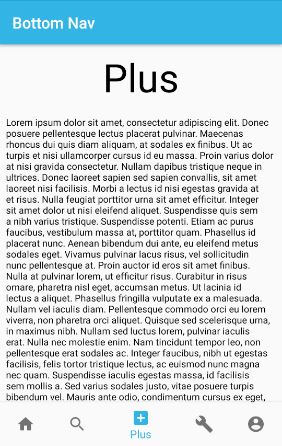 Bottom Nav
Plus
Lorem ipsum dolor sit amet, consectetur adipiscing elit. Donec
posuere pellentesque lectus placerat pulvinar. Maecenas
rhoncus dui quis diam aliquam, at sodales ex finibus. Ut ac
turpis et nisi ullamcorper cursus id eu massa. Proin varius dolor
at nisi gravida consectetur. Nullam dapibus tristique neque in
ultrices. Donec laoreet sapien sed sapien convallis, sit amet
laoreet nisi facilisis. Morbi a lectus id nisi egestas gravida at
et risus. Nulla feugiat porttitor urna sit amet efficitur. Integer
sit amet dolor ut nisi eleifend aliquet. Suspendisse quis sem
a nibh varius tristique. Suspendisse potenti. Etiam ac purus
faucibus, vestibulum massa at, porttitor quam. Phasellus id
placerat nunc. Aenean bibendum dui ante, eu eleifend metus
sodales eget. Vivamus pulvinar lacus risus, vel sollicitudin
nunc pellentesque at. Proin auctor id eros sit amet finibus.
Nulla at pulvinar lorem, ut efficitur risus. Curabitur in risus
ornare, pharetra nisl eget, accumsan metus. Ut lacinia id
lectus a aliquet. Phasellus fringilla vulputate ex a malesuada.
Nullam vel iaculis diam. Pellentesque commodo orci eu lorem
viverra, non pharetra orci aliquet. Quisque sed scelerisque urna,
in maximus nibh. Nullam sed luctus lorem, pulvinar iaculis
erat. Nulla nec molestie enim. Nam tincidunt tempor leo, non
pellentesque erat sodales ac. Integer faucibus, nibh ut egestas
facilisis, felis tortor tristique lectus, ac euismod nunc magna
nec quam. Suspendisse iaculis egestas massa, id facilisis
sem mollis a. Sed varius sodales justo, vitae posuere turpis
bibendum vel. Mauris ante odio, condimentum cursus ex eget,
Plus